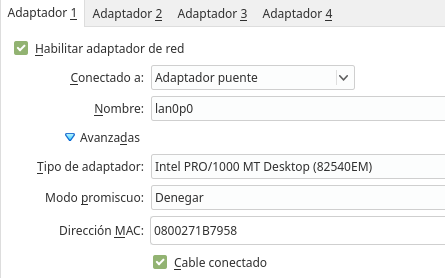 Adaptador 1 Adaptador 2 Adaptador 3 Adaptador 4
Habilitar adaptador de red
Conectado a: Adaptador puente
Nombre: lan0p0
Avanzadas
Tipo de adaptador: Intel PRO/1000 MT Desktop (82540EM)
Modo promiscuo: Denegar
Dirección MAC: 0800271B7958
Cable conectado